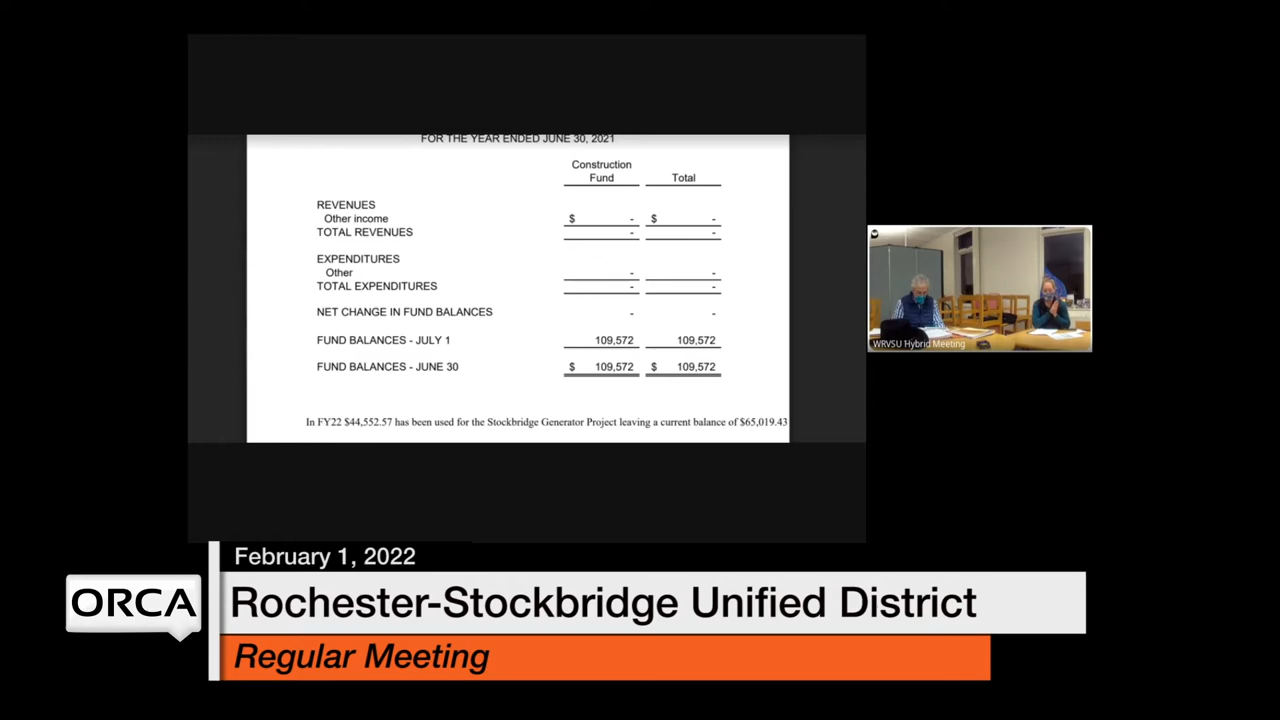 FOR THE YEAR ENDED JUNE 30, 2021
Construction
Fund Total
REVENUES
Other income $ - $ -
TOTAL REVENUES - -
EXPENDITURES
Other - -
TOTAL EXPENDITURES - -
NET CHANGE IN FUND BALANCES - -
FUND BALANCES - JULY 1 109,572 109,572
FUND BALANCES - JUNE 30 $ 109,572 $ 109,572
In FY22 $44,552.57 has been used for the Stockbridge Generator Project leaving a current balance of $65,019.43
WRVSU Hybrid Meeting
February 1, 2022
ORCA
Rochester-Stockbridge Unified District
Regular Meeting